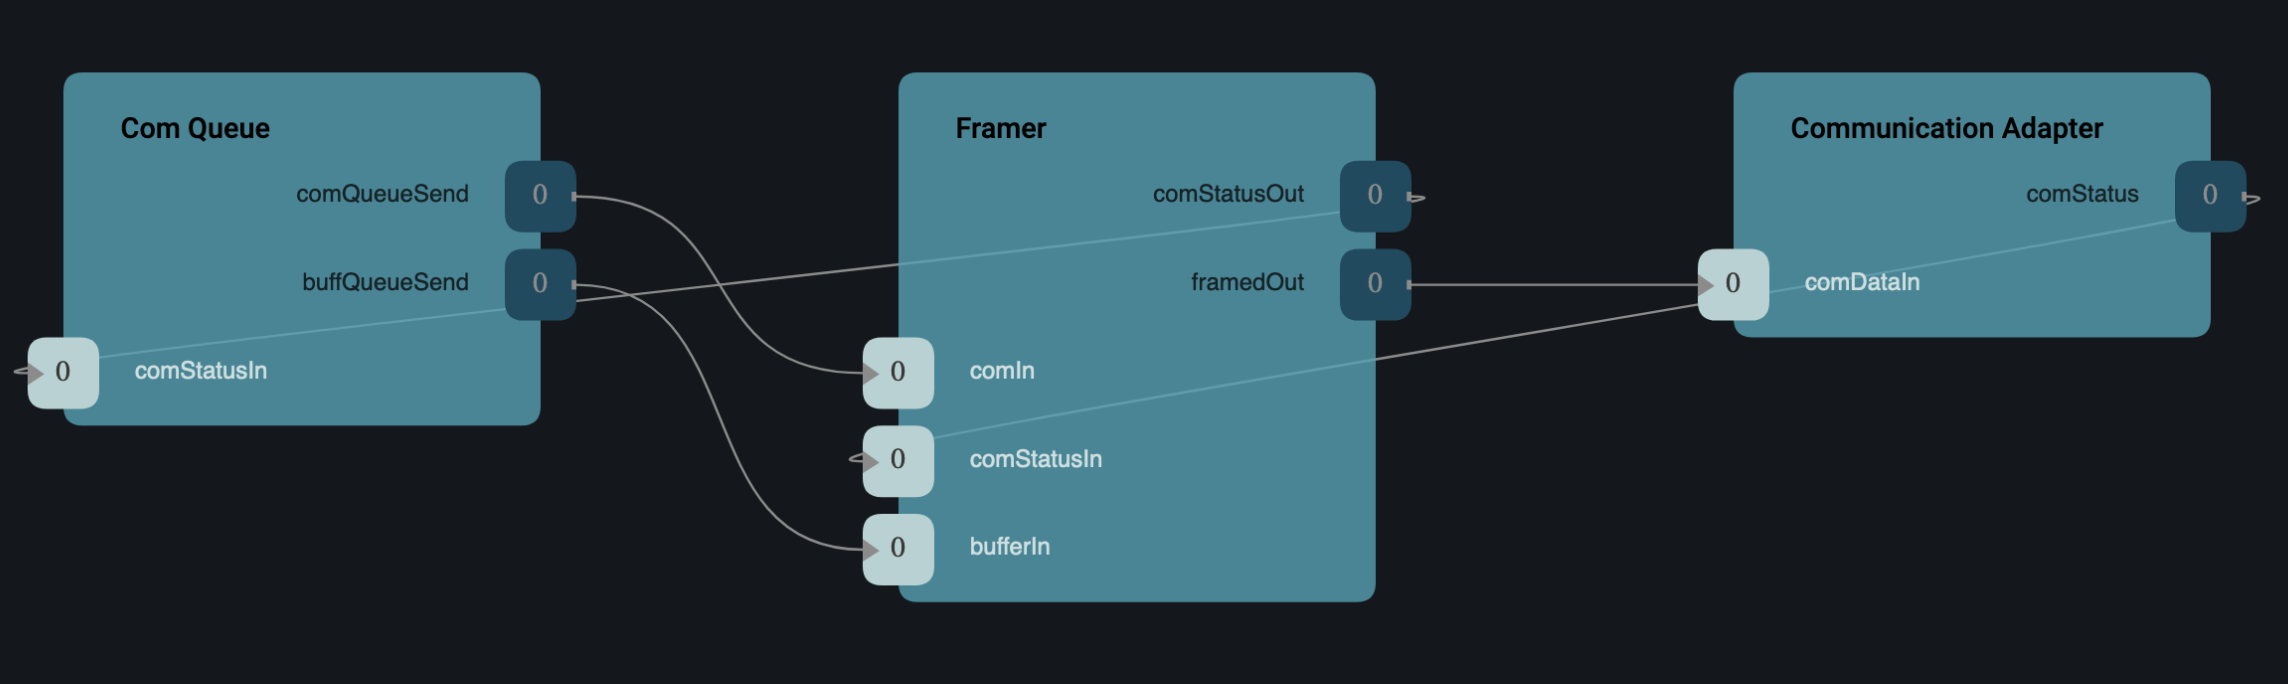 Com Queue
comQueueSend 0
buffQueueSend 0
0 comStatusIn
Framer
comStatusOut 0
framedOut 0
0 comIn
0 comStatusIn
0 bufferIn
Communication Adapter
comStatus 0
0 comDataIn